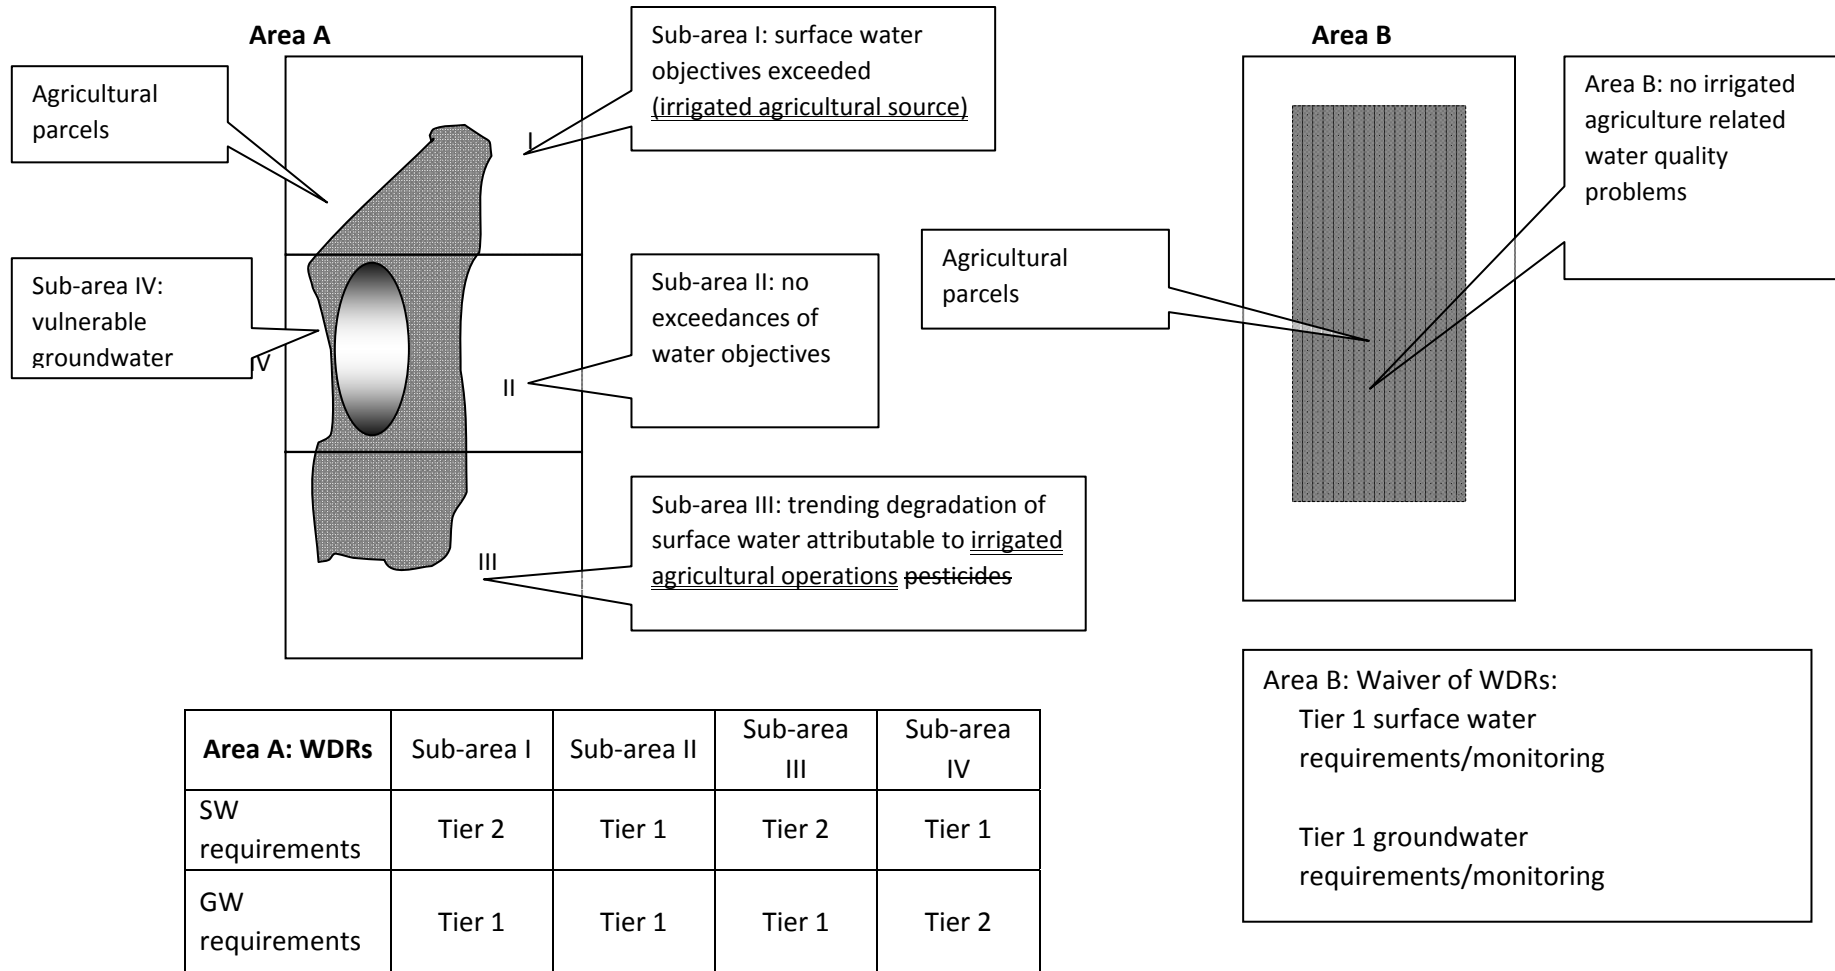 Area A
Agricultural
parcels
Sub-area I: surface water
objectives exceeded
(irrigated agricultural source)
I
Sub-area IV:
vulnerable
groundwater
IV
Sub-area II: no
exceedances of
water objectives
II
Sub-area III: trending degradation of
surface water attributable to irrigated
agricultural operations pesticides
III
Area B
Area B: no irrigated
agriculture related
water quality
problems
Agricultural
parcels
Area A: WDRs Sub-area I Sub-area II Sub-area III Sub-area IV
SW requirements Tier 2 Tier 1 Tier 2 Tier 1
GW requirements Tier 1 Tier 1 Tier 1 Tier 2
Area B: Waiver of WDRs:
Tier 1 surface water
requirements/monitoring
Tier 1 groundwater
requirements/monitoring